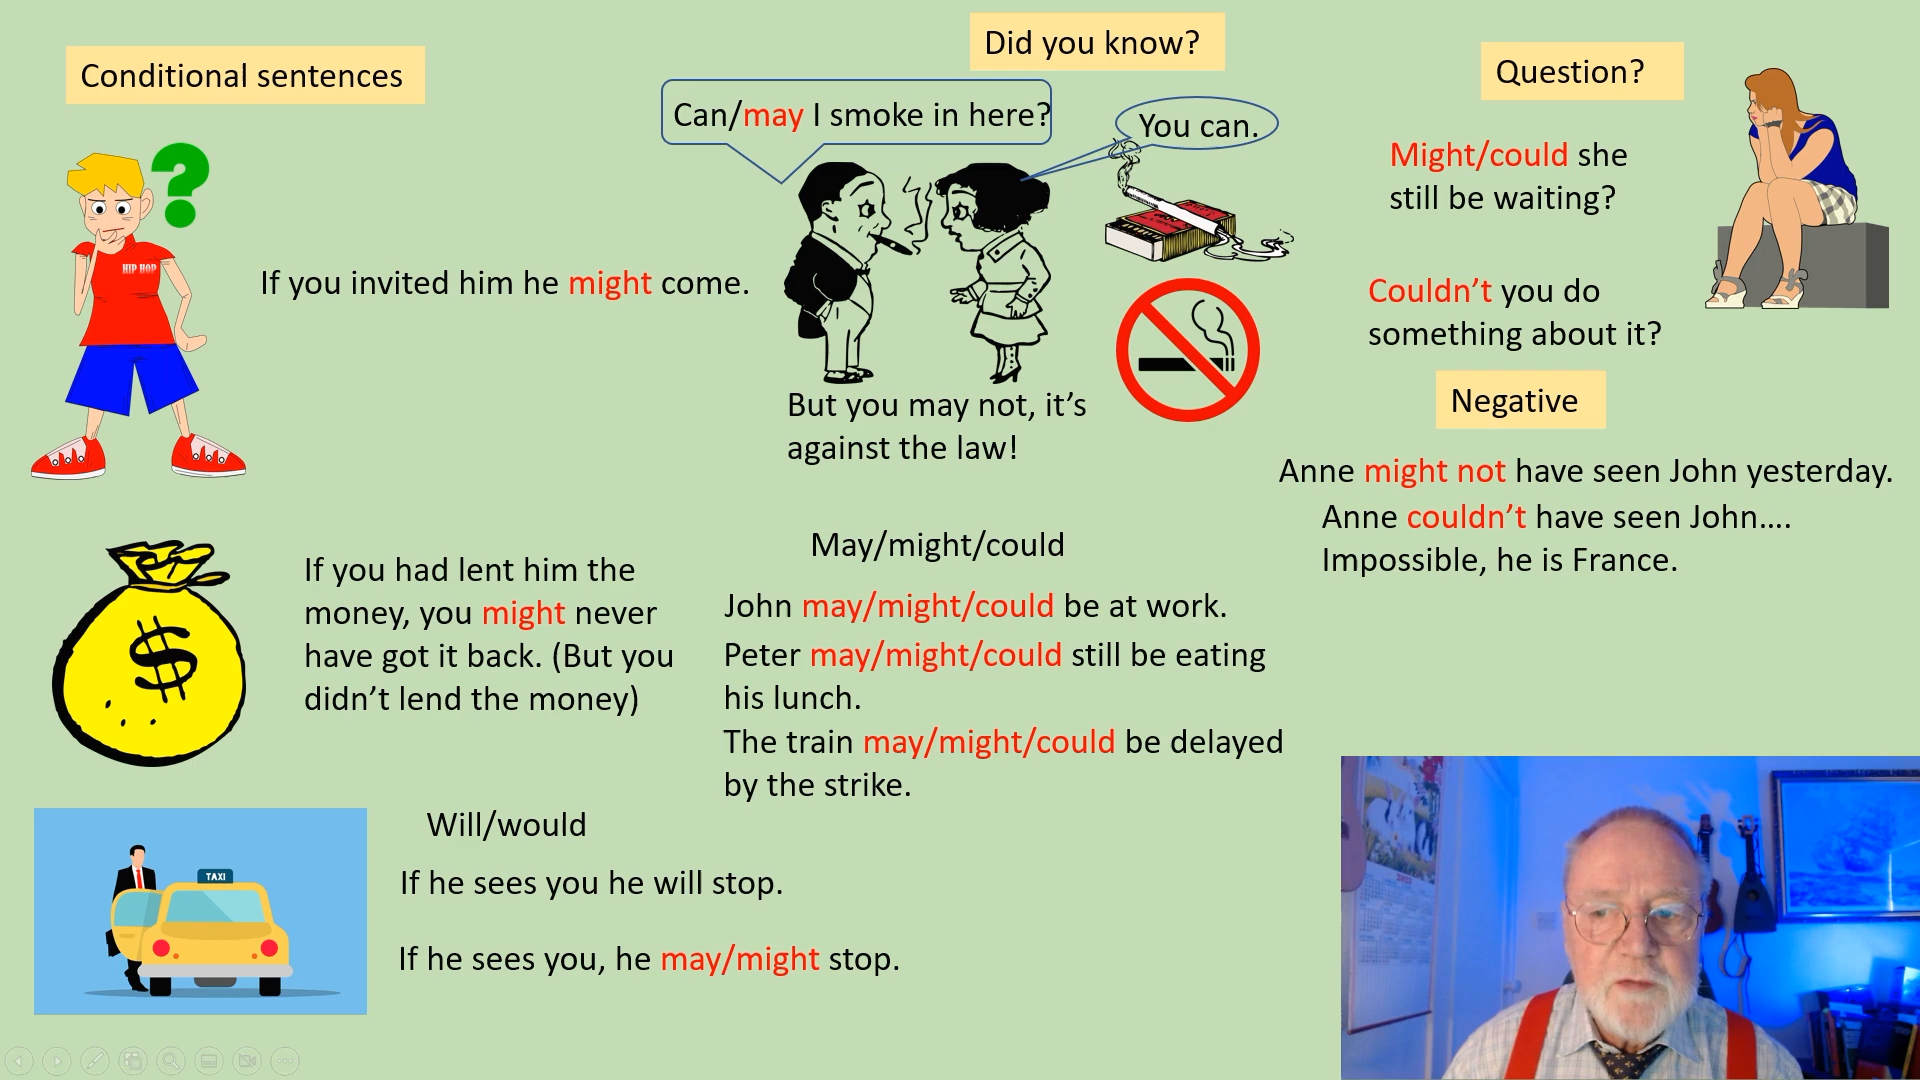 Conditional sentences
HIP HOP
If you invited him he might come.
If you had lent him the
money, you might never
have got it back. (But you
didn’t lend the money)
$
TAXI
Will/would
If he sees you he will stop.
If he sees you, he may/might stop.
Did you know?
Can/may I smoke in here?
You can.
But you may not, it’s
against the law!
May/might/could
John may/might/could be at work.
Peter may/might/could still be eating
his lunch.
The train may/might/could be delayed
by the strike.
Question?
Might/could she
still be waiting?
Couldn’t you do
something about it?
Negative
Anne might not have seen John yesterday.
Anne couldn’t have seen John....
Impossible, he is France.